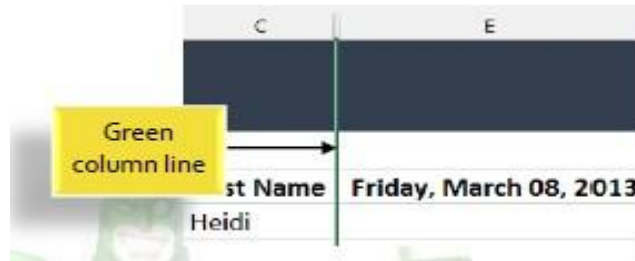 C E
Green
column line
st Name Friday, March 08, 2013
Heidi